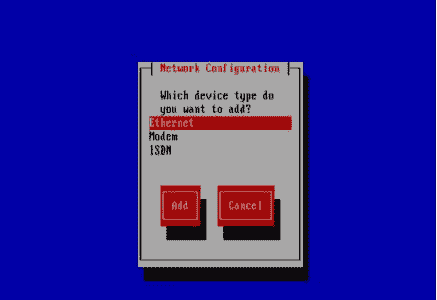 Network Configuration
Which device type do
you want to add?
Ethernet
Modem
ISDN
Add
Cancel